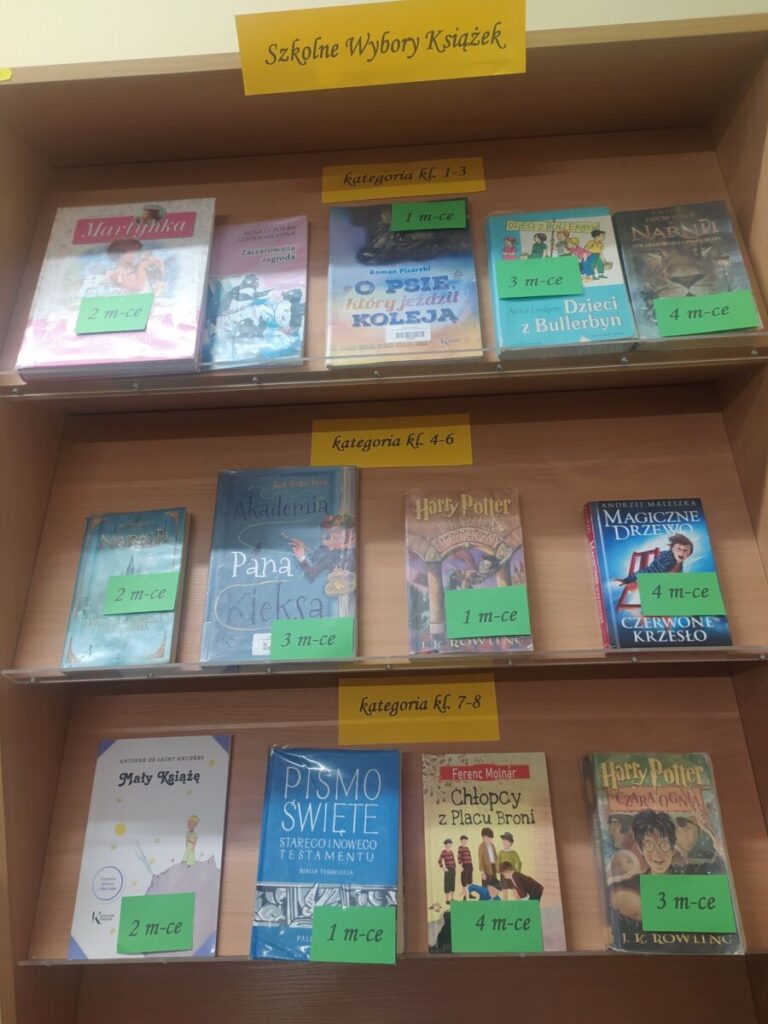 Szkolne Wybory Książek
kategoria kl. 1-3
Martynka
2 m-ce
Zaczarowana
zagroda
1 m-ce
Roman Pisarski
O PSIE,
który jeździł
KOLEJĄ
DZIECI Z BULLERBYN
3 m-ce
Astrid Lindgren
Dzieci
z Bullerbyn
OPOWIEŚCI
NARNII
4 m-ce
kategoria kl. 4-6
NARNII
2 m-ce
Akademia
Pana
Kleksa
3 m-ce
Harry Potter
1 m-ce
J. K. ROWLING
ANDRZEJ MALESZKA
MAGICZNE
DRZEWO
4 m-ce
CZERWONE
KRZESŁO
kategoria kl. 7-8
ANTOINE DE SAINT-EXUPÉRY
Mały Książę
2 m-ce
PISMO
ŚWIĘTE
STAREGO I NOWEGO
TESTAMENTU
BIBLIA TYSIĄCLECIA
1 m-ce
Ferenc Molnár
Chłopcy
z Placu Broni
4 m-ce
Harry Potter
CZARA OGNIA
3 m-ce
J. K. ROWLING